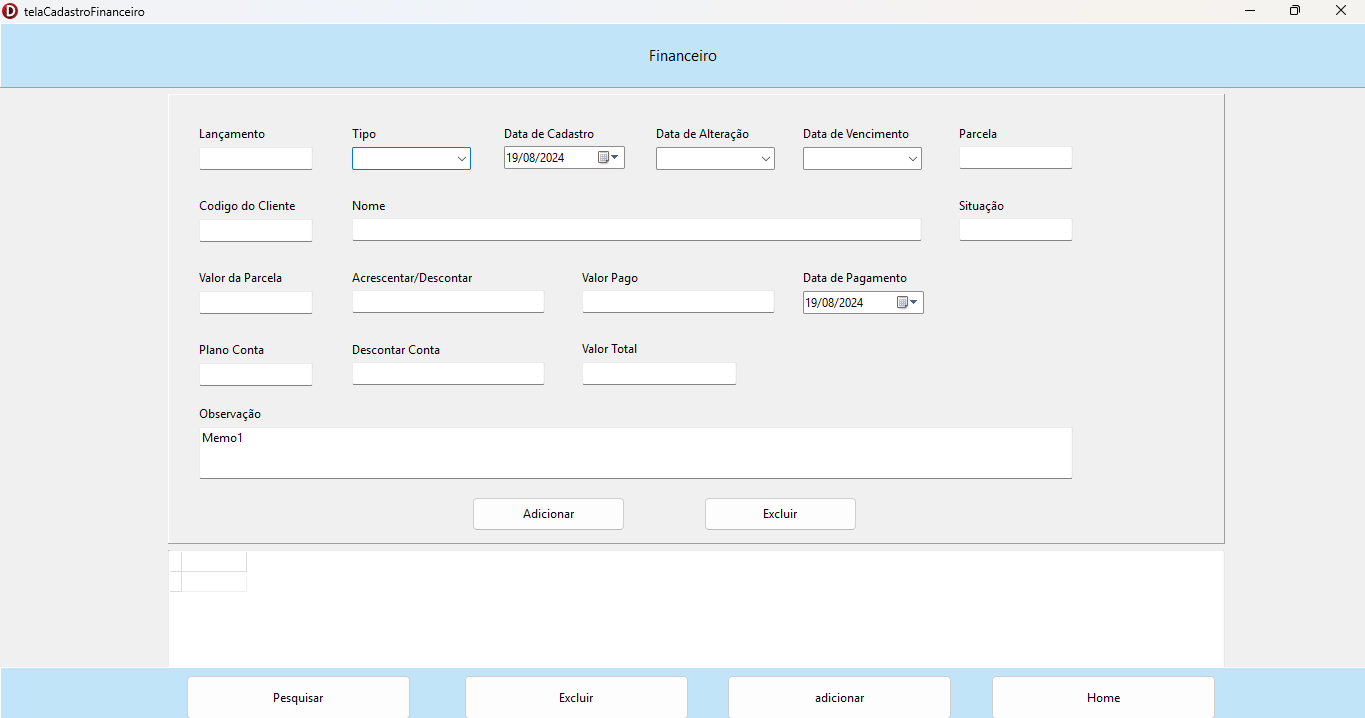 telaCadastroFinanceiro
Financeiro
Lançamento Tipo Data de Cadastro Data de Alteração Data de Vencimento Parcela
19/08/2024
Codigo do Cliente Nome Situação
Valor da Parcela Acrescentar/Descontar Valor Pago Data de Pagamento
19/08/2024
Plano Conta Descontar Conta Valor Total
Observação
Memo1
Adicionar Excluir
Pesquisar Excluir adicionar Home